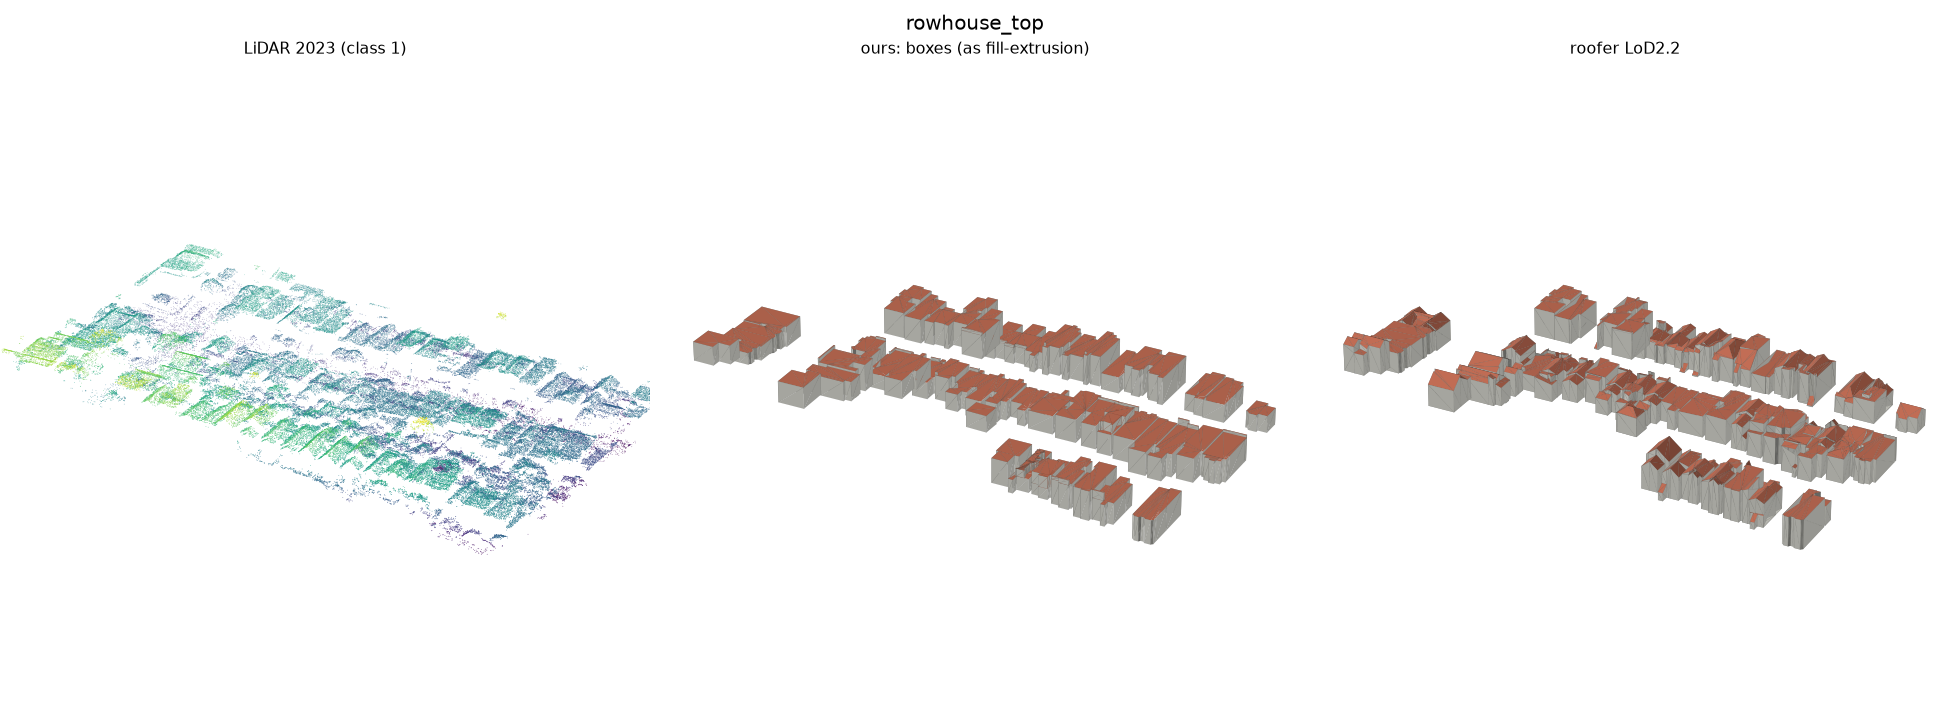 rowhouse_top
LiDAR 2023 (class 1)
ours: boxes (as fill-extrusion)
roofer LoD2.2